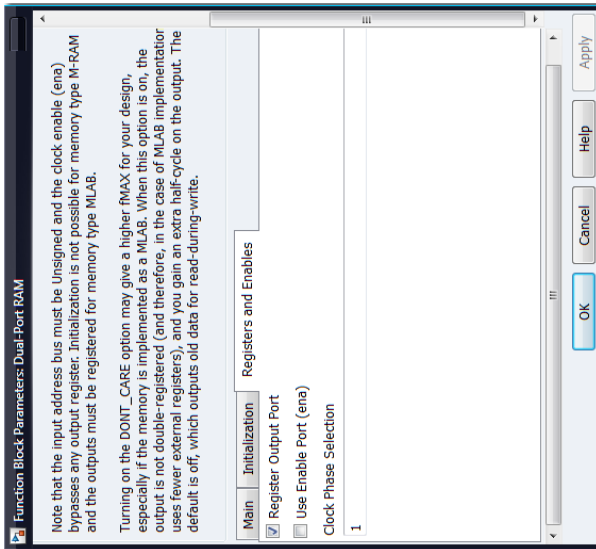 Function Block Parameters: Dual-Port RAM
Note that the input address bus must be Unsigned and the clock enable (ena)
bypasses any output register. Initialization is not possible for memory type M-RAM
and the outputs must be registered for memory type MLAB.
Turning on the DONT_CARE option may give a higher fMAX for your design,
especially if the memory is implemented as a MLAB. When this option is on, the
output is not double-registered (and therefore, in the case of MLAB implementation
uses fewer external registers), and you gain an extra half-cycle on the output. The
default is off, which outputs old data for read-during-write.
Main Initialization Registers and Enables
Register Output Port
Use Enable Port (ena)
Clock Phase Selection
1
OK Cancel Help Apply